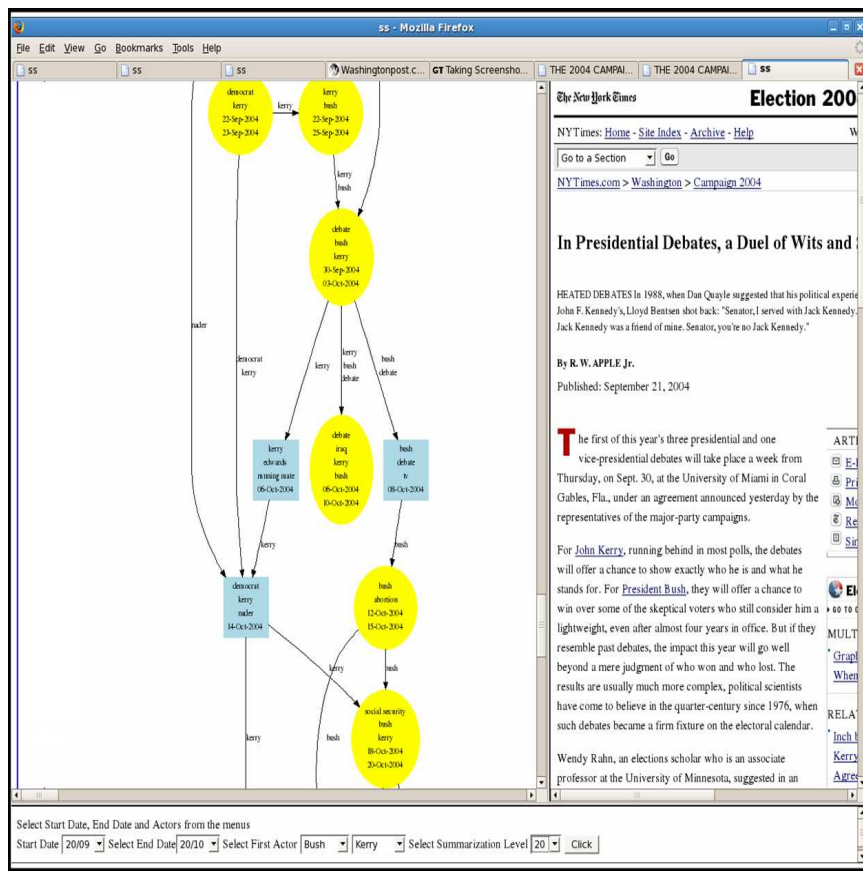 ss - Mozilla Firefox
File Edit View Go Bookmarks Tools Help
ss
ss
ss
Washingtonpost.c...
GT Taking Screensho...
THE 2004 CAMPAI...
THE 2004 CAMPAI...
ss
democrat
kerry
22-Sep-2004
23-Sep-2004
kerry
kerry
bush
22-Sep-2004
25-Sep-2004
kerry
bush
debate
bush
kerry
30-Sep-2004
03-Oct-2004
nader
democrat
kerry
kerry
kerry
bush
debate
bush
debate
kerry
edwards
running mate
06-Oct-2004
debate
iraq
kerry
bush
06-Oct-2004
10-Oct-2004
bush
debate
tv
08-Oct-2004
kerry
bush
democrat
kerry
nader
14-Oct-2004
bush
abortion
12-Oct-2004
15-Oct-2004
kerry
bush
social security
bush
kerry
18-Oct-2004
20-Oct-2004
kerry
bush
The New York Times
Election 200
NYTimes: Home - Site Index - Archive - Help
W
Go to a Section Go
NYTimes.com > Washington > Campaign 2004
In Presidential Debates, a Duel of Wits and
HEATED DEBATES In 1988, when Dan Quayle suggested that his political experie
John F. Kennedy's, Lloyd Bentsen shot back: "Senator, I served with Jack Kennedy.
Jack Kennedy was a friend of mine. Senator, you're no Jack Kennedy."
By R. W. APPLE Jr.
Published: September 21, 2004
The first of this year's three presidential and one
vice-presidential debates will take place a week from
Thursday, on Sept. 30, at the University of Miami in Coral
Gables, Fla., under an agreement announced yesterday by the
representatives of the major-party campaigns.
For John Kerry, running behind in most polls, the debates
will offer a chance to show exactly who he is and what he
stands for. For President Bush, they will offer a chance to
win over some of the skeptical voters who still consider him a
lightweight, even after almost four years in office. But if they
resemble past debates, the impact this year will go well
beyond a mere judgment of who won and who lost. The
results are usually much more complex, political scientists
have come to believe in the quarter-century since 1976, when
such debates became a firm fixture on the electoral calendar.
Wendy Rahn, an elections scholar who is an associate
professor at the University of Minnesota, suggested in an
ARTI
E-
Pri
Mo
Re
Sin
El
GO TO
MULT
Grap
When
RELA
Inch b
Kerry
Agree
Select Start Date, End Date and Actors from the menus
Start Date 20/09 Select End Date 20/10 Select First Actor Bush Kerry Select Summarization Level 20 Click